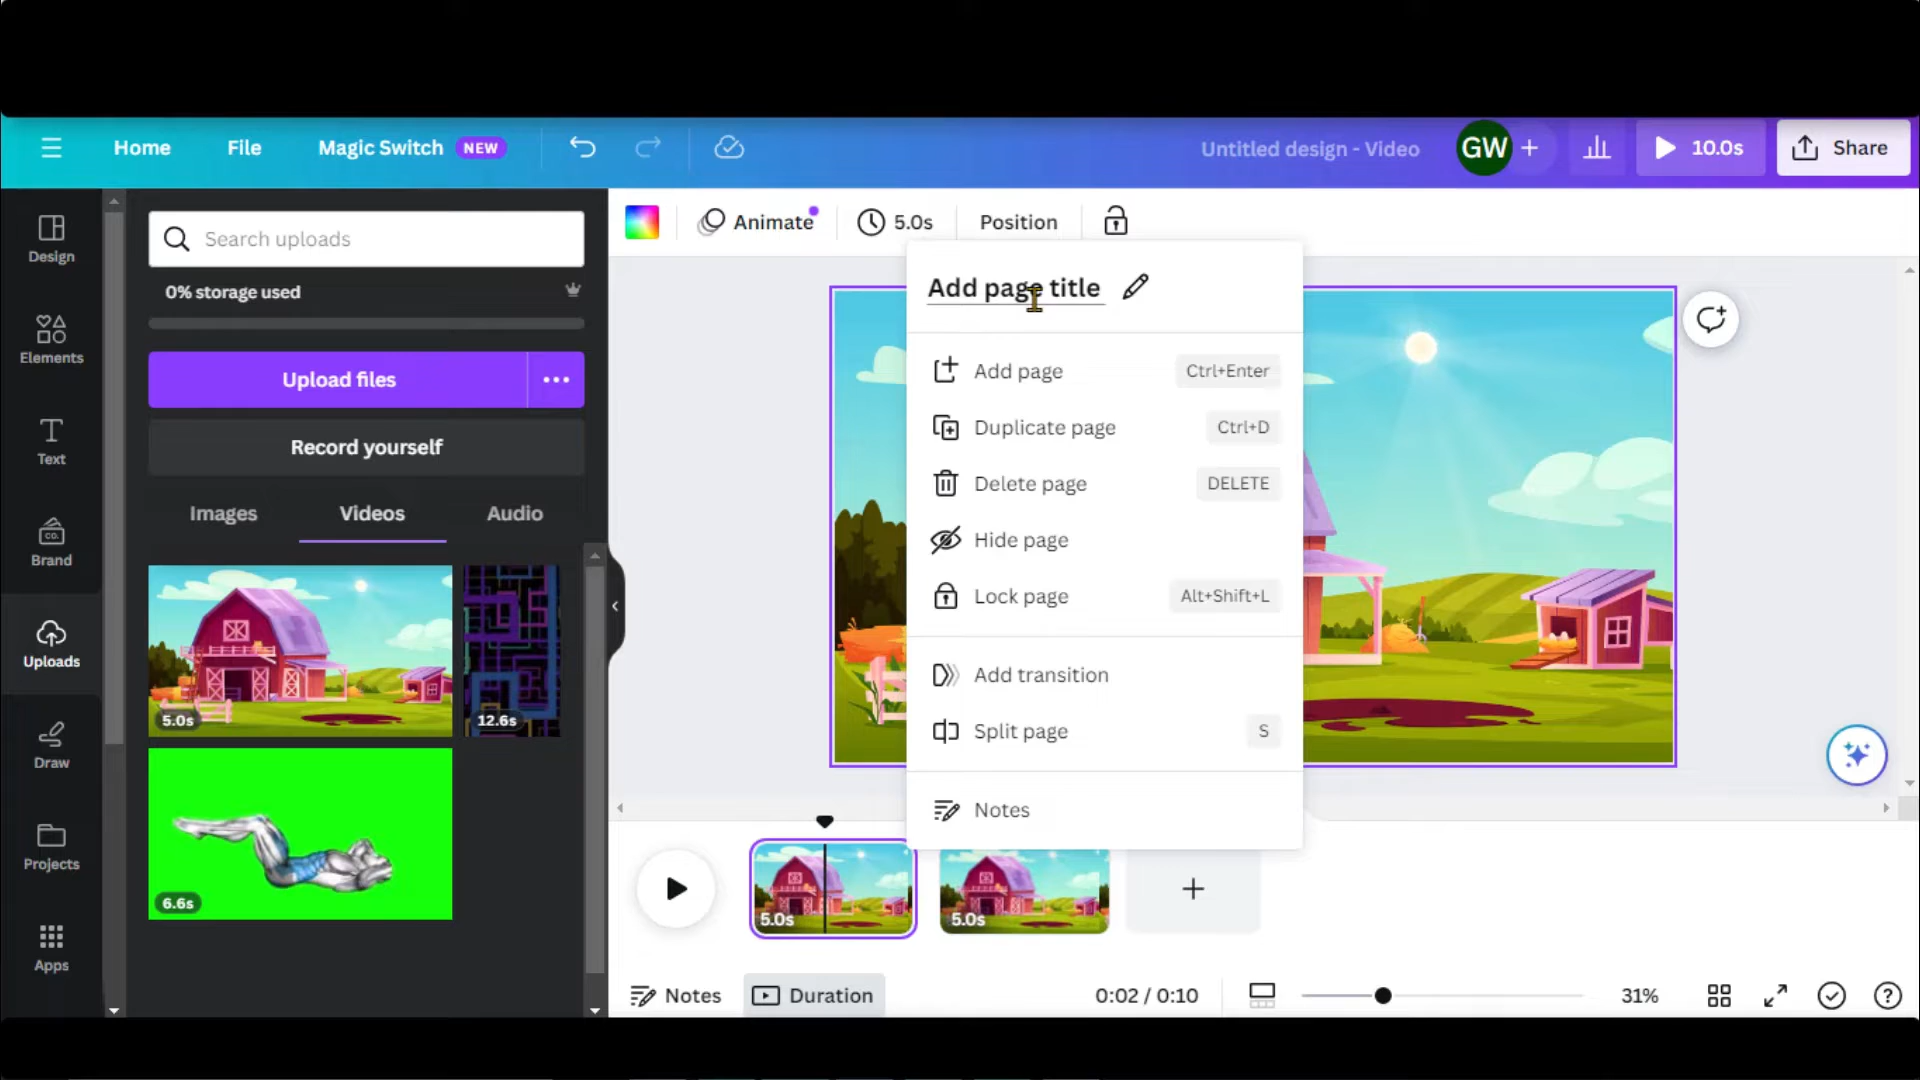 Home
File
Magic Switch
NEW
Untitled design - Video
GW
10.0s
Share
Design
Elements
Text
CO.
Brand
Uploads
Draw
Projects
Apps
Search uploads
0% storage used
Upload files
Record yourself
Images
Videos
Audio
5.0s
12.6s
6.6s
Animate
5.0s
Position
Add page title
Add page
Ctrl+Enter
Duplicate page
Ctrl+D
Delete page
DELETE
Hide page
Lock page
Alt+Shift+L
Add transition
Split page
S
Notes
5.0s
5.0s
Notes
Duration
0:02 / 0:10
31%